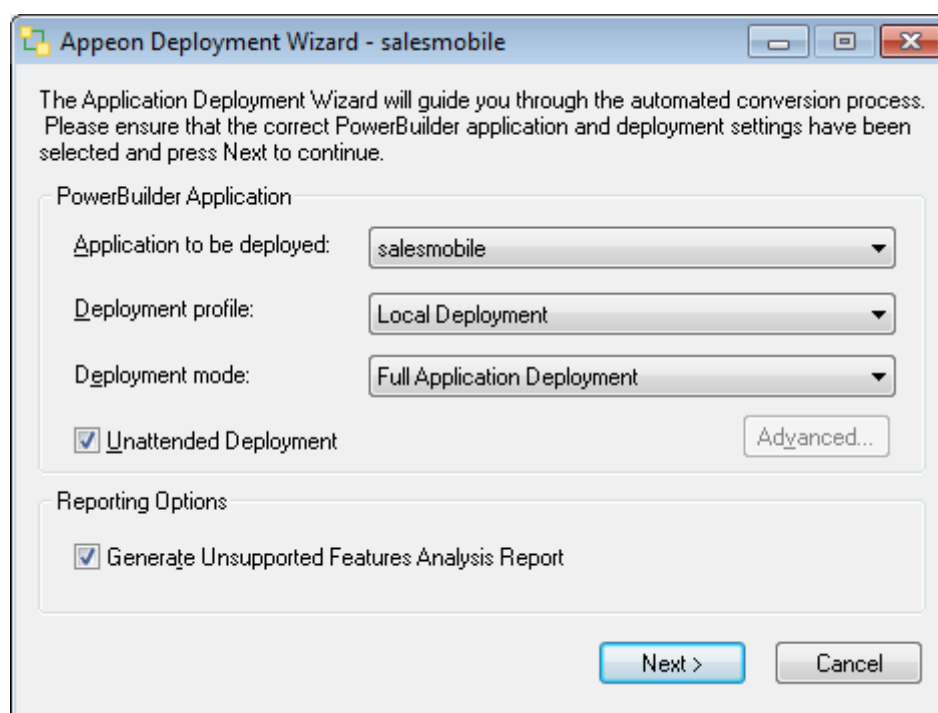 Appeon Deployment Wizard - salesmobile
The Application Deployment Wizard will guide you through the automated conversion process.
Please ensure that the correct PowerBuilder application and deployment settings have been
selected and press Next to continue.
PowerBuilder Application
Application to be deployed: salesmobile
Deployment profile: Local Deployment
Deployment mode: Full Application Deployment
Unattended Deployment Advanced...
Reporting Options
Generate Unsupported Features Analysis Report
Next > Cancel